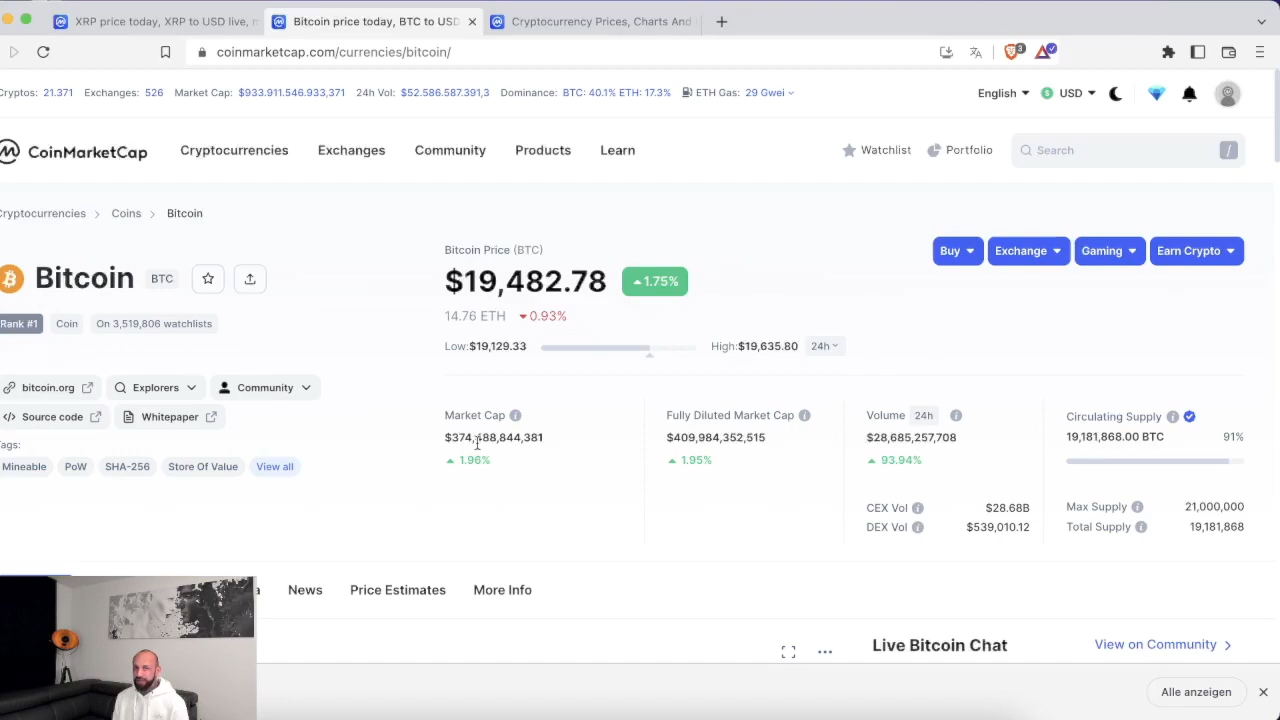 XRP price today, XRP to USD live, m
Bitcoin price today, BTC to USD
Cryptocurrency Prices, Charts And
coinmarketcap.com/currencies/bitcoin/
3
Cryptos: 21.371 Exchanges: 526 Market Cap: $933.911.546.933,371 24h Vol: $52.586.587.391,3 Dominance: BTC: 40.1% ETH: 17.3% ETH Gas: 29 Gwei
English USD
CoinMarketCap Cryptocurrencies Exchanges Community Products Learn
Watchlist Portfolio Search /
Cryptocurrencies > Coins > Bitcoin
Bitcoin BTC
Rank #1 Coin On 3,519,806 watchlists
bitcoin.org Explorers Community
Source code Whitepaper
Tags:
Mineable PoW SHA-256 Store Of Value View all
Bitcoin Price (BTC)
$19,482.78 1.75%
14.76 ETH 0.93%
Low:$19,129.33 High:$19,635.80 24h
Buy Exchange Gaming Earn Crypto
Market Cap
$374,188,844,381
1.96%
Fully Diluted Market Cap
$409,984,352,515
1.95%
Volume 24h
$28,685,257,708
93.94%
CEX Vol $28.68B
DEX Vol $539,010.12
Circulating Supply
19,181,868.00 BTC 91%
Max Supply 21,000,000
Total Supply 19,181,868
a News Price Estimates More Info
Live Bitcoin Chat View on Community
Alle anzeigen